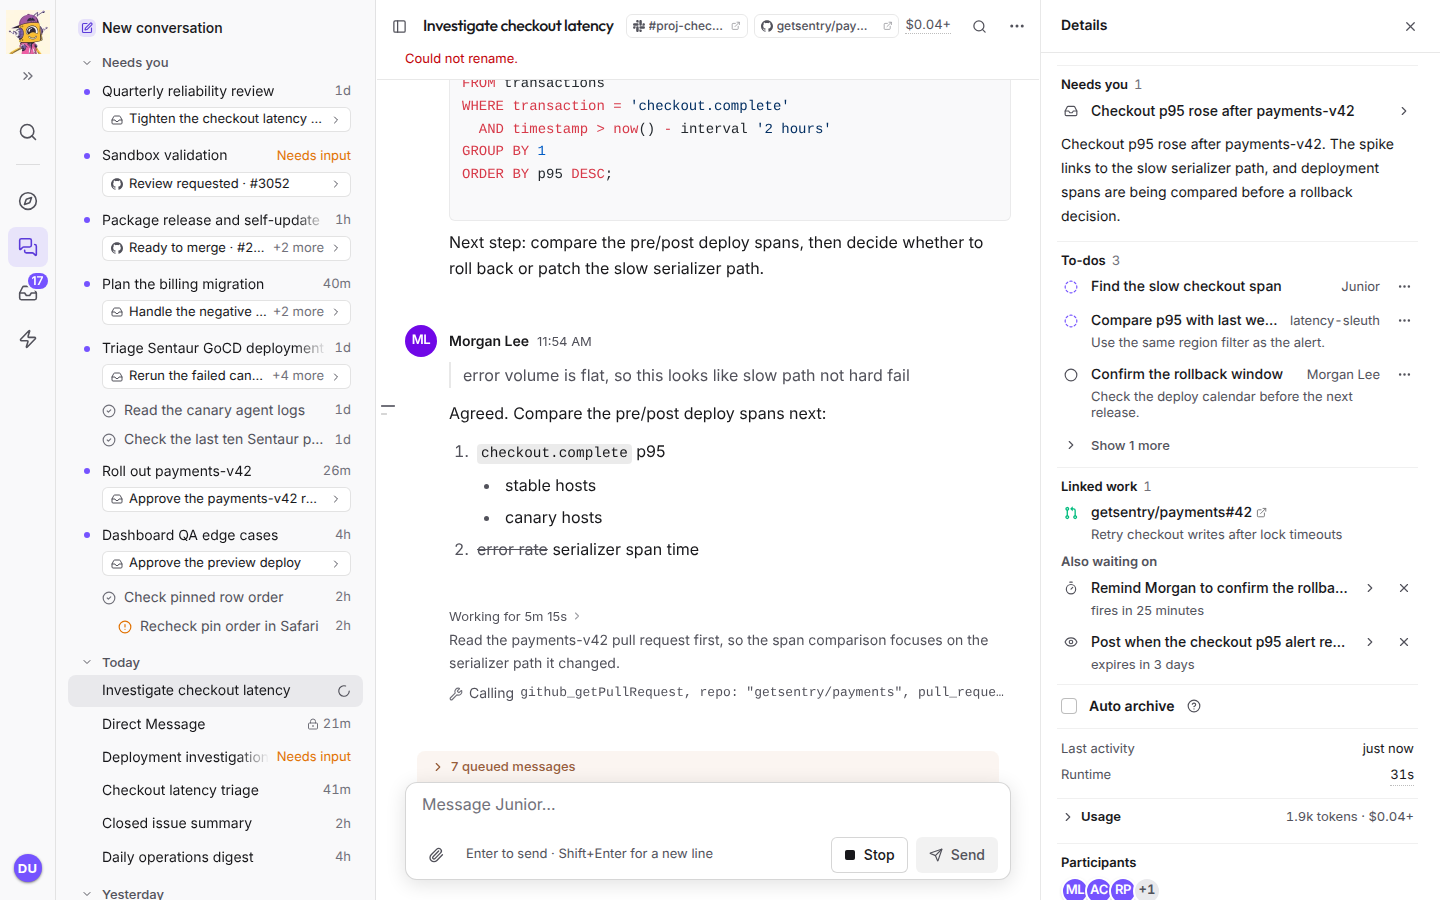 New conversation
Needs you
Quarterly reliability review 1d
Tighten the checkout latency ...
Sandbox validation Needs input
Review requested · #3052
Package release and self-update 1h
Ready to merge · #2... +2 more
Plan the billing migration 40m
Handle the negative ... +2 more
Triage Sentaur GoCD deployment 1d
Rerun the failed can... +4 more
Read the canary agent logs 1d
Check the last ten Sentaur p... 1d
Roll out payments-v42 26m
Approve the payments-v42 r...
Dashboard QA edge cases 4h
Approve the preview deploy
Check pinned row order 2h
Recheck pin order in Safari 2h
Today
Investigate checkout latency
Direct Message 21m
Deployment investigation Needs input
Checkout latency triage 41m
Closed issue summary 2h
Daily operations digest 4h
Yesterday
17
DU
Investigate checkout latency #proj-chec... getsentry/pay... $0.04+
Could not rename.
FROM transactions
WHERE transaction = 'checkout.complete'
AND timestamp > now() - interval '2 hours'
GROUP BY 1
ORDER BY p95 DESC;
Next step: compare the pre/post deploy spans, then decide whether to
roll back or patch the slow serializer path.
ML Morgan Lee 11:54 AM
error volume is flat, so this looks like slow path not hard fail
Agreed. Compare the pre/post deploy spans next:
1. checkout.complete p95
• stable hosts
• canary hosts
2. error rate serializer span time
Working for 5m 15s
Read the payments-v42 pull request first, so the span comparison focuses on the
serializer path it changed.
Calling github_getPullRequest, repo: "getsentry/payments", pull_reque...
7 queued messages
Message Junior...
Enter to send · Shift+Enter for a new line
Stop
Send
Details
Needs you 1
Checkout p95 rose after payments-v42
Checkout p95 rose after payments-v42. The spike
links to the slow serializer path, and deployment
spans are being compared before a rollback
decision.
To-dos 3
Find the slow checkout span Junior
Compare p95 with last we... latency-sleuth
Use the same region filter as the alert.
Confirm the rollback window Morgan Lee
Check the deploy calendar before the next
release.
Show 1 more
Linked work 1
getsentry/payments#42
Retry checkout writes after lock timeouts
Also waiting on
Remind Morgan to confirm the rollba...
fires in 25 minutes
Post when the checkout p95 alert re...
expires in 3 days
Auto archive
Last activity just now
Runtime 31s
Usage 1.9k tokens · $0.04+
Participants
ML AC RP +1